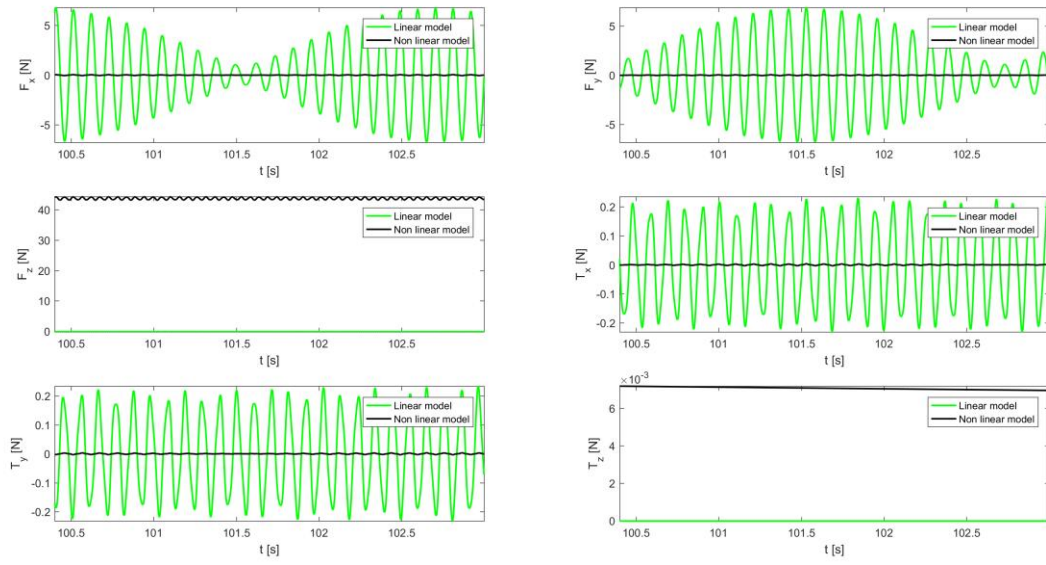 5
0
-5
F_x [N]
Linear model
Non linear model
100.5 101 101.5 102 102.5
t [s]
5
0
-5
F_y [N]
Linear model
Non linear model
100.5 101 101.5 102 102.5
t [s]
40
30
20
10
0
F_z [N]
Linear model
Non linear model
100.5 101 101.5 102 102.5
t [s]
0.2
0.1
0
-0.1
-0.2
T_x [N]
Linear model
Non linear model
100.5 101 101.5 102 102.5
t [s]
0.2
0.1
0
-0.1
-0.2
T_y [N]
Linear model
Non linear model
100.5 101 101.5 102 102.5
t [s]
×10^-3
6
4
2
0
T_z [N]
Linear model
Non linear model
100.5 101 101.5 102 102.5
t [s]